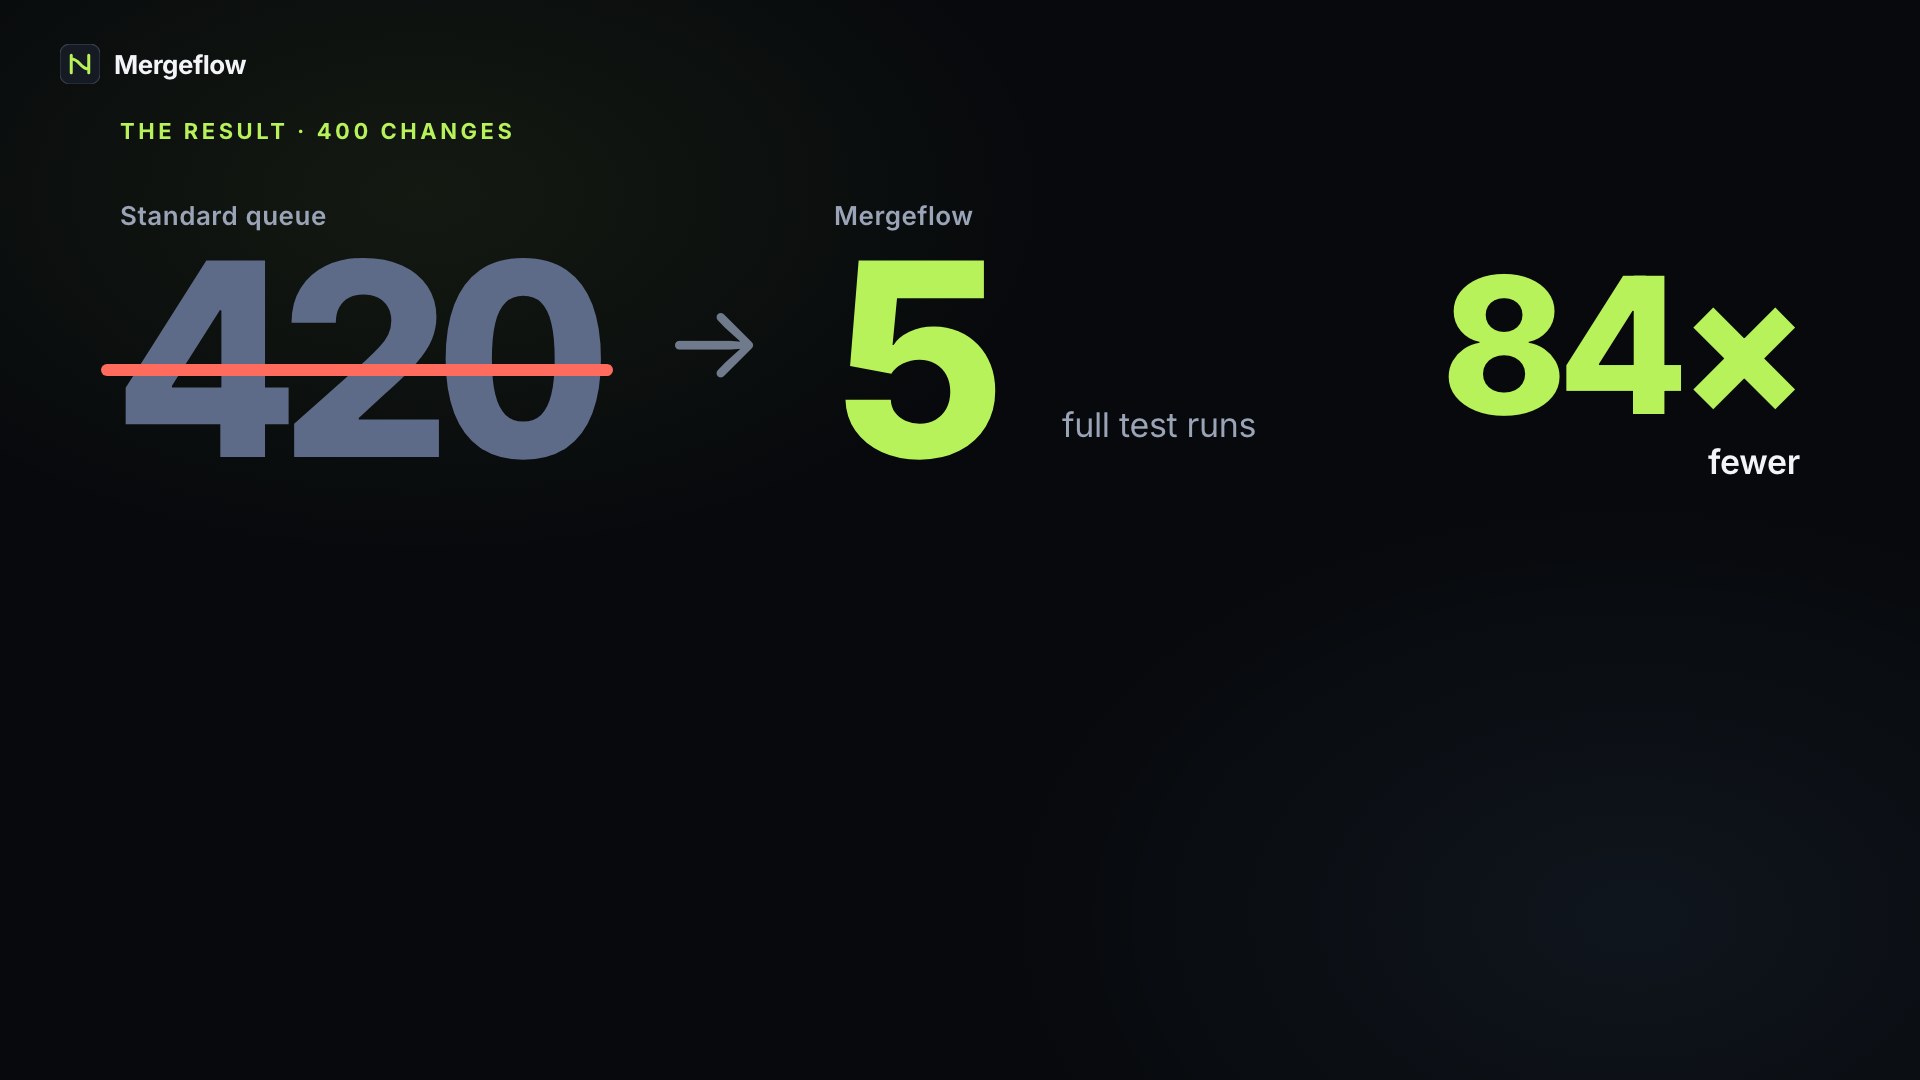 Mergeflow
THE RESULT · 400 CHANGES
Standard queue
420
Mergeflow
5
full test runs
84×
fewer